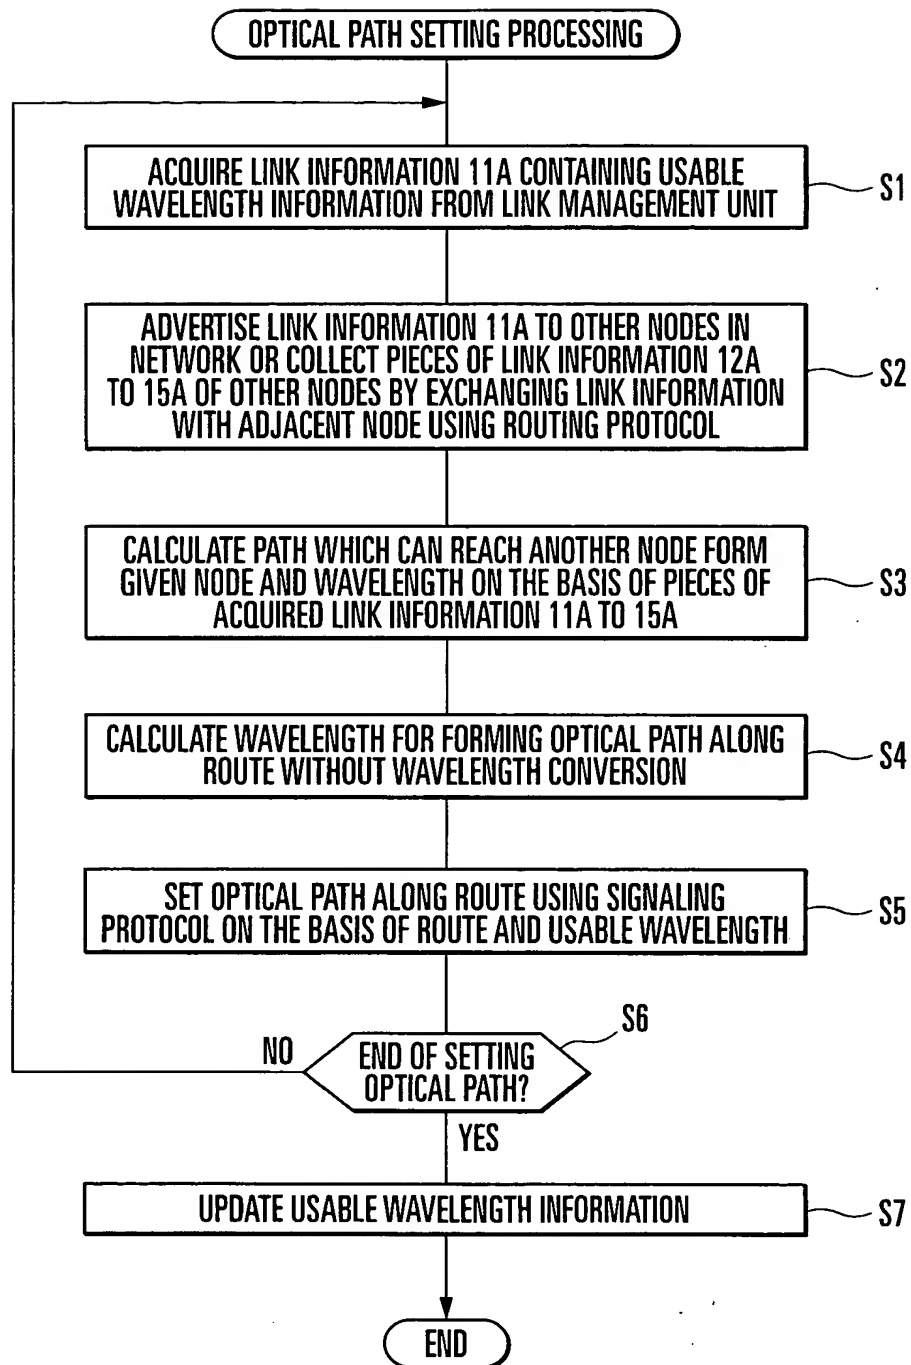 OPTICAL PATH SETTING PROCESSING
ACQUIRE LINK INFORMATION 11A CONTAINING USABLE
WAVELENGTH INFORMATION FROM LINK MANAGEMENT UNIT
S1
ADVERTISE LINK INFORMATION 11A TO OTHER NODES IN
NETWORK OR COLLECT PIECES OF LINK INFORMATION 12A
TO 15A OF OTHER NODES BY EXCHANGING LINK INFORMATION
WITH ADJACENT NODE USING ROUTING PROTOCOL
S2
CALCULATE PATH WHICH CAN REACH ANOTHER NODE FORM
GIVEN NODE AND WAVELENGTH ON THE BASIS OF PIECES OF
ACQUIRED LINK INFORMATION 11A TO 15A
S3
CALCULATE WAVELENGTH FOR FORMING OPTICAL PATH ALONG
ROUTE WITHOUT WAVELENGTH CONVERSION
S4
SET OPTICAL PATH ALONG ROUTE USING SIGNALING
PROTOCOL ON THE BASIS OF ROUTE AND USABLE WAVELENGTH
S5
S6
NO
END OF SETTING
OPTICAL PATH?
YES
UPDATE USABLE WAVELENGTH INFORMATION
S7
END